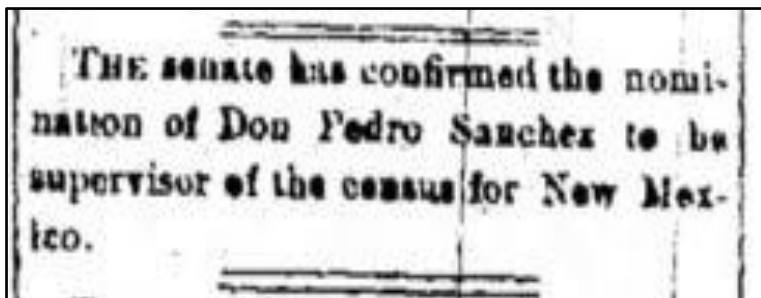 THE senate has confirmed the nomi-
nation of Don Pedro Sanchez to be
supervisor of the census for New Mex-
ico.